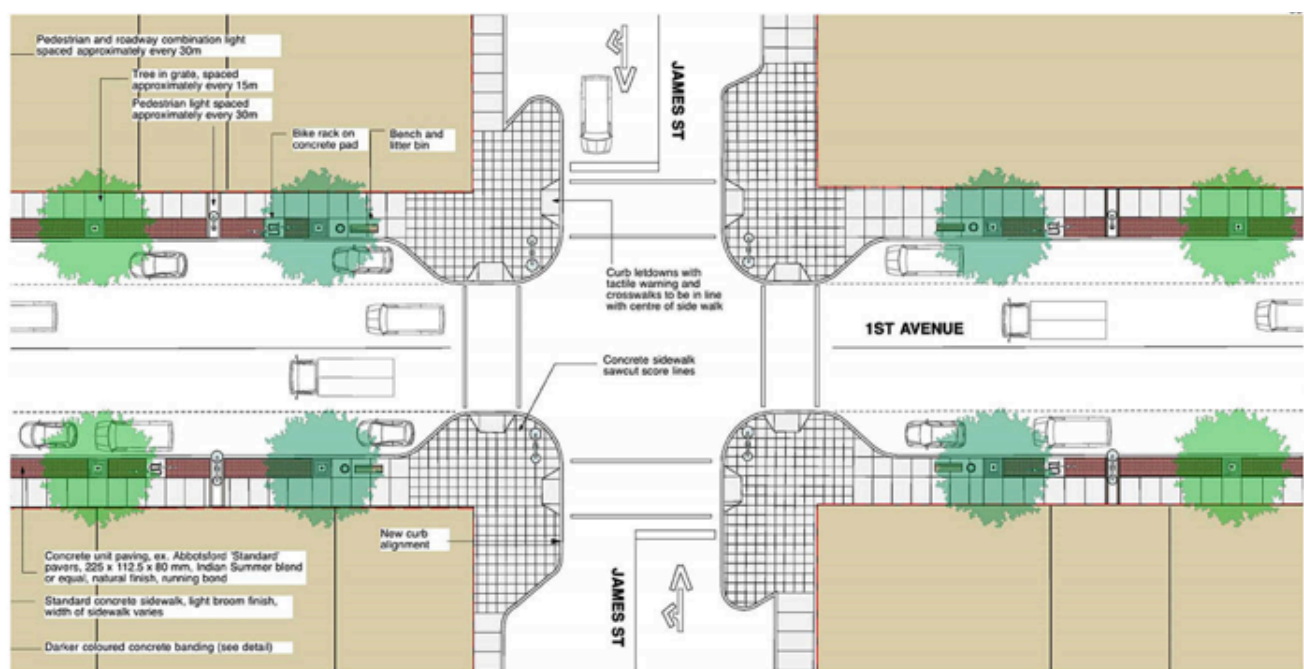 Pedestrian and roadway combination light
spaced approximately every 30m
Tree in grate, spaced
approximately every 15m
Pedestrian light spaced
approximately every 30m
Bike rack on
concrete pad
Bench and
litter bin
JAMES ST
Curb letdowns with
tactile warning and
crosswalks to be in line
with centre of side walk
1ST AVENUE
Concrete sidewalk
sawcut score lines
New curb
alignment
JAMES ST
Concrete unit paving, ex. Abbotsford 'Standard'
pavers, 225 x 112.5 x 80 mm, Indian Summer blend
or equal, natural finish, running bond
Standard concrete sidewalk, light broom finish,
width of sidewalk varies
Darker coloured concrete banding (see detail)